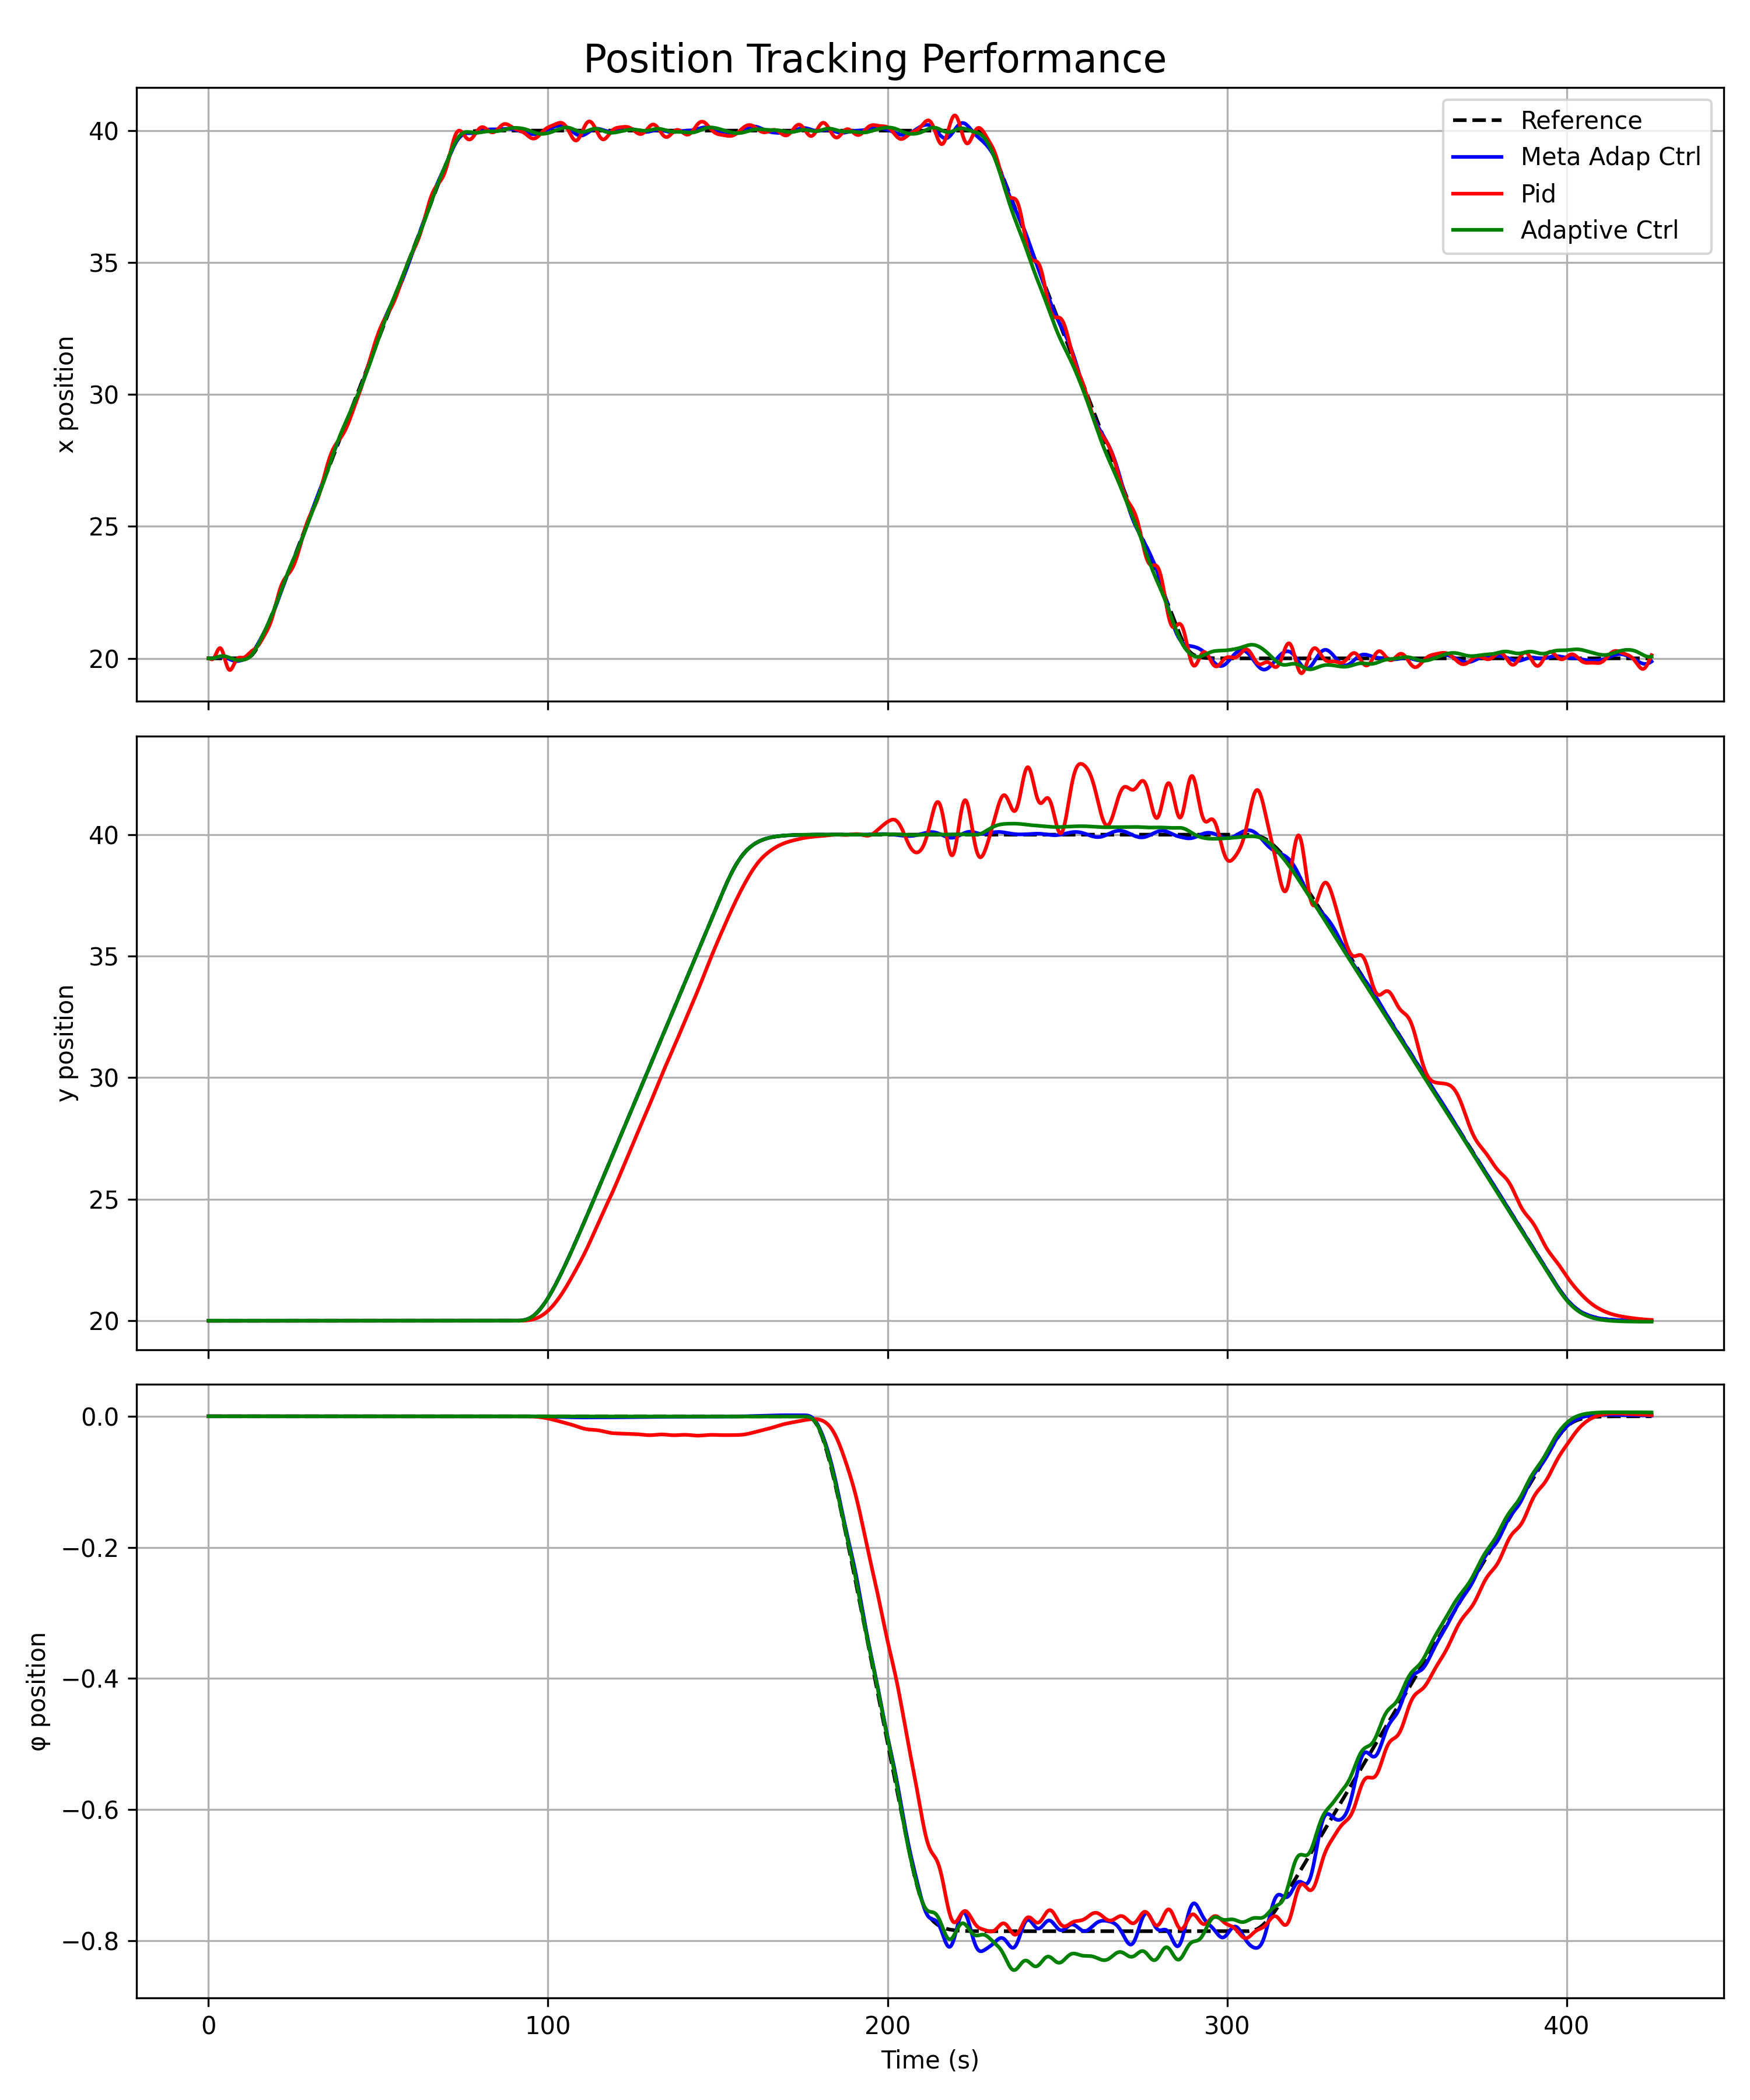 Position Tracking Performance
40
35
30
25
20
x position
Reference
Meta Adap Ctrl
Pid
Adaptive Ctrl
40
35
30
25
20
y position
0.0
−0.2
−0.4
−0.6
−0.8
φ position
0 100 200 300 400
Time (s)